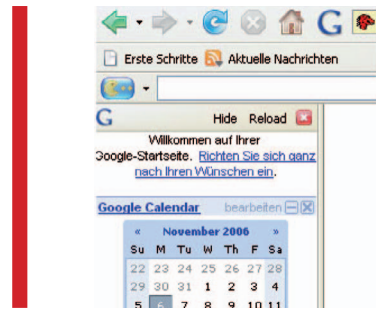 G
Erste Schritte Aktuelle Nachrichten
G Hide Reload
Willkommen auf Ihrer
Google-Startseite. Richten Sie sich ganz
nach Ihren Wünschen ein.
Google Calendar bearbeiten
« November 2006 »
Su M Tu W Th F Sa
22 23 24 25 26 27 28
29 30 31 1 2 3 4
5 6 7 8 9 10 11